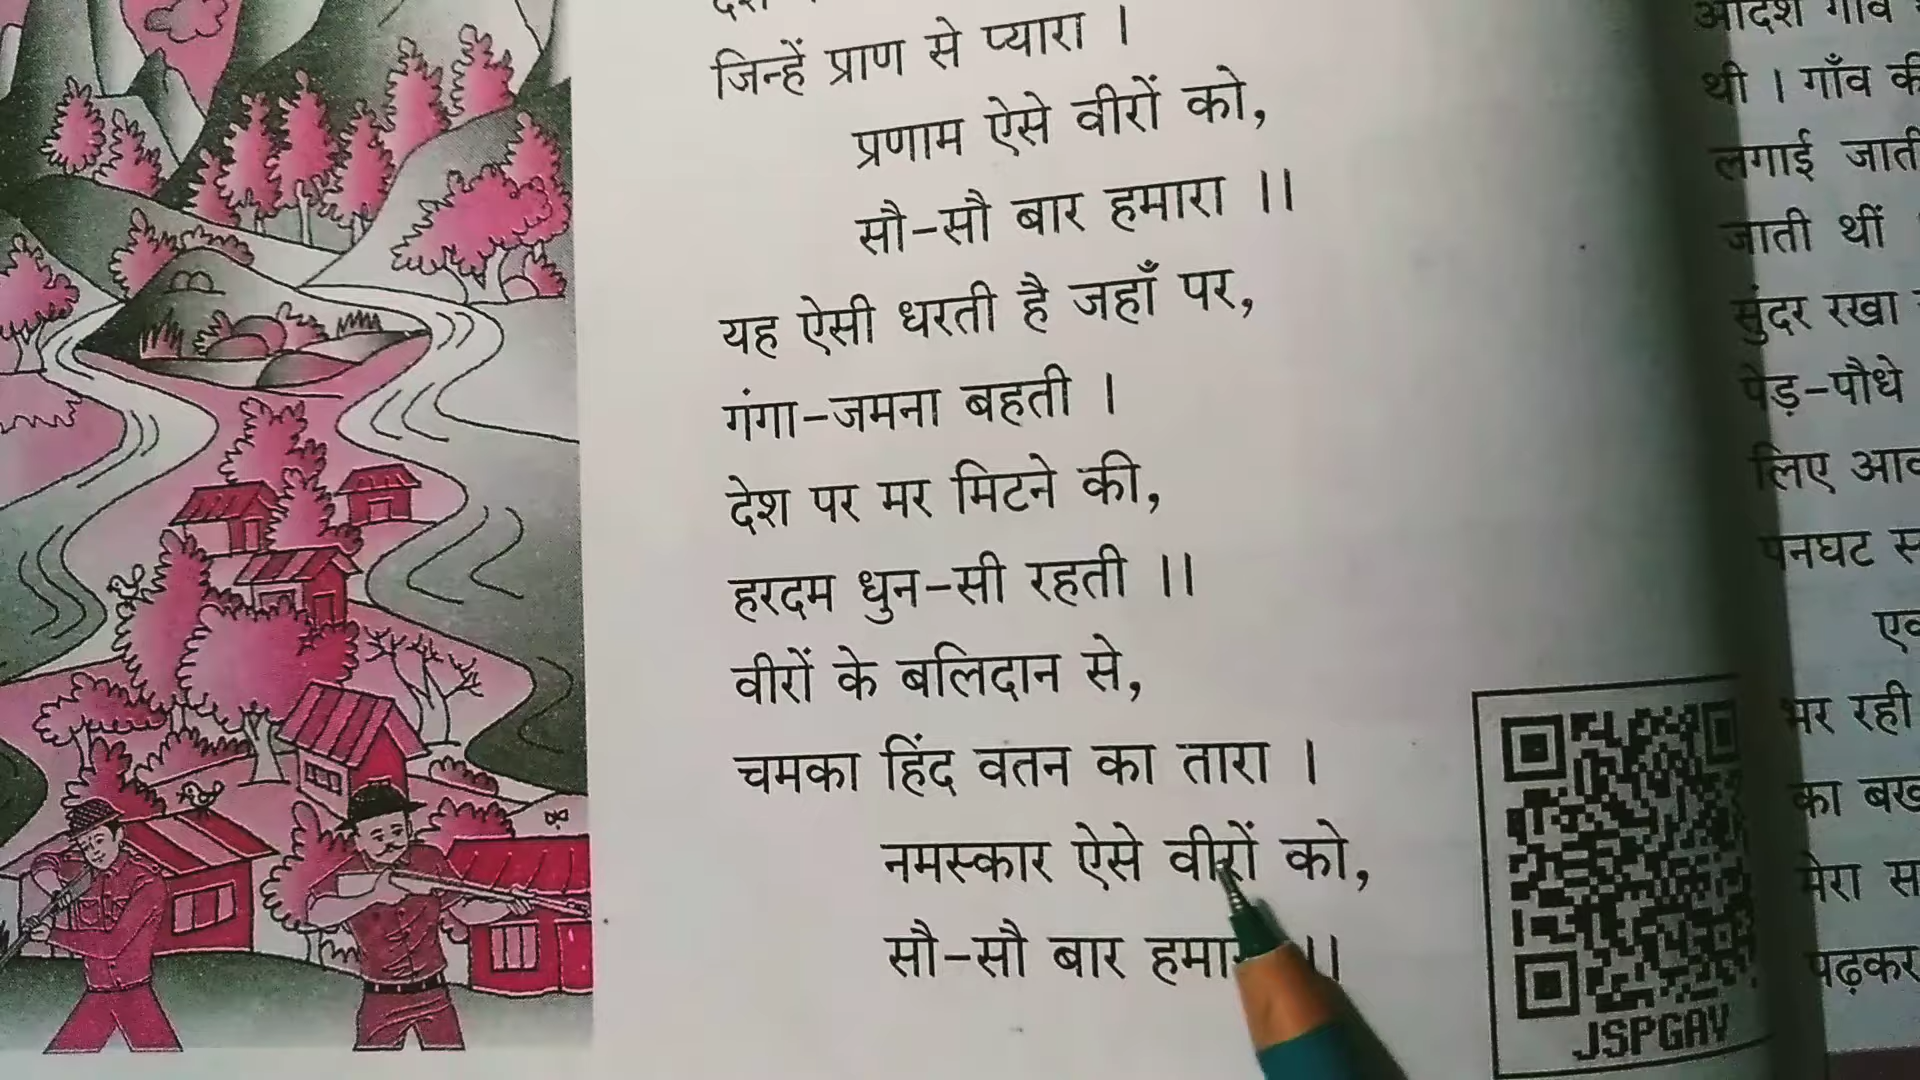 देश
जिन्हें प्राण से प्यारा ।
प्रणाम ऐसे वीरों को,
सौ-सौ बार हमारा ।।
यह ऐसी धरती है जहाँ पर,
गंगा-जमना बहती ।
देश पर मर मिटने की,
हरदम धुन-सी रहती ।।
वीरों के बलिदान से,
चमका हिंद वतन का तारा ।
नमस्कार ऐसे वीरों को,
सौ-सौ बार ।।
JSPGAV
आदर्श गाँव
थी । गाँव की
लगाई जाती
जाती थीं
सुंदर रखा
पेड़-पौधे
लिए
पनघट
भर रही
का
मेरा
पढ़कर